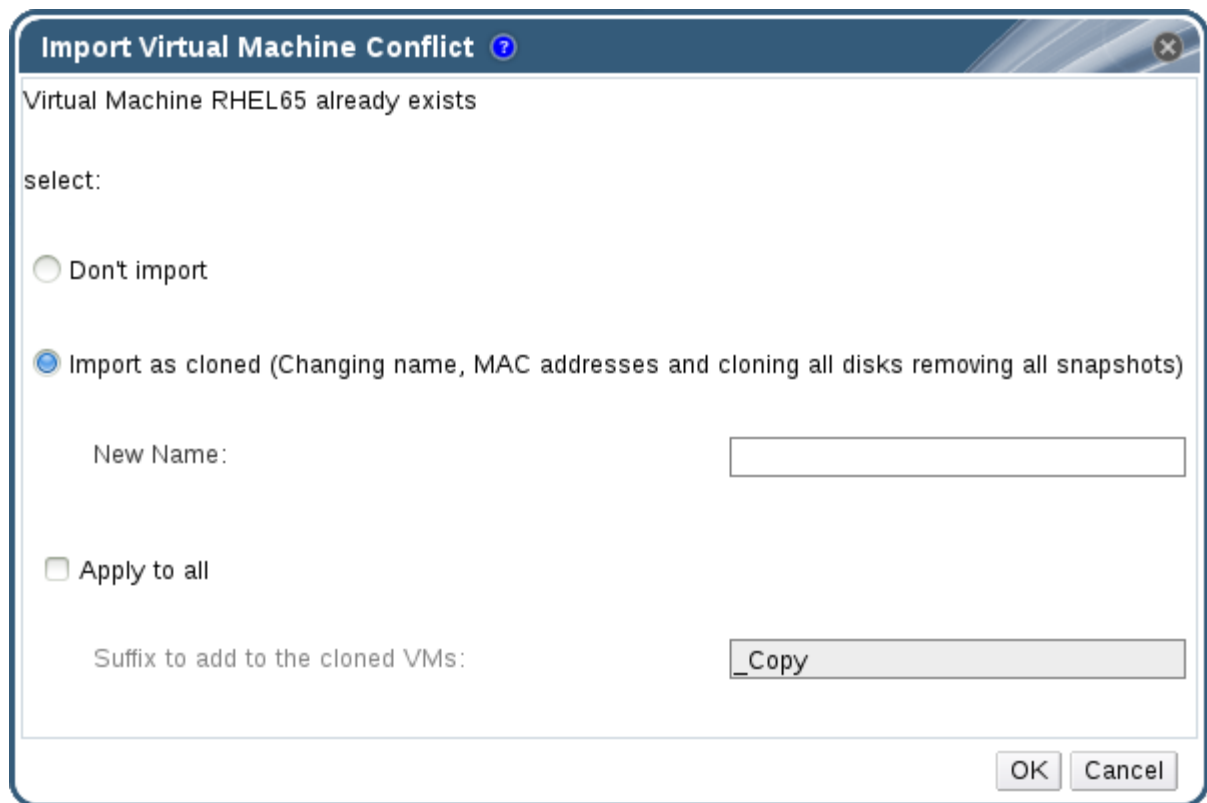 Import Virtual Machine Conflict ?
Virtual Machine RHEL65 already exists
select:
Don't import
Import as cloned (Changing name, MAC addresses and cloning all disks removing all snapshots)
New Name:
Apply to all
Suffix to add to the cloned VMs: _Copy
OK Cancel